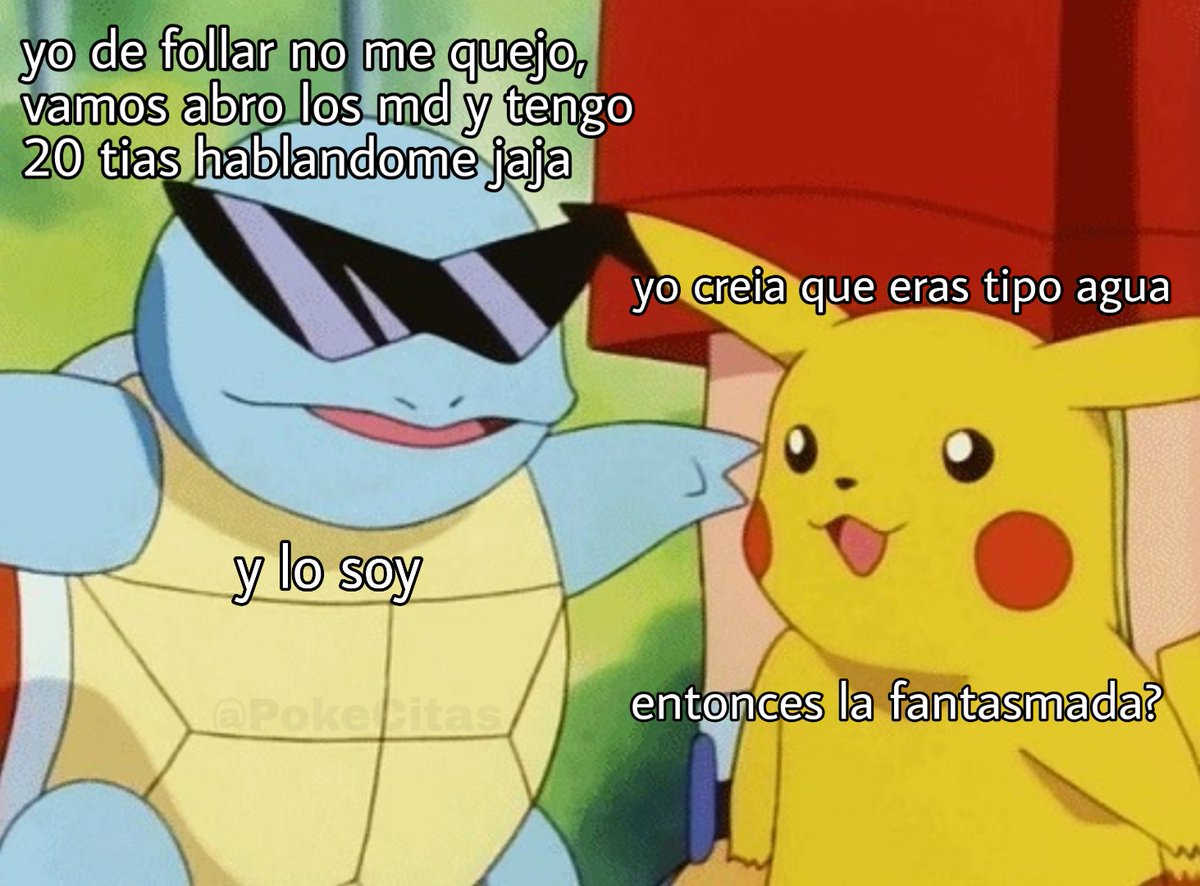 yo de follar no me quejo,
vamos abro los md y tengo
20 tias hablandome jaja
yo creia que eras tipo agua
y lo soy
entonces la fantasmada?
@PokeCitas